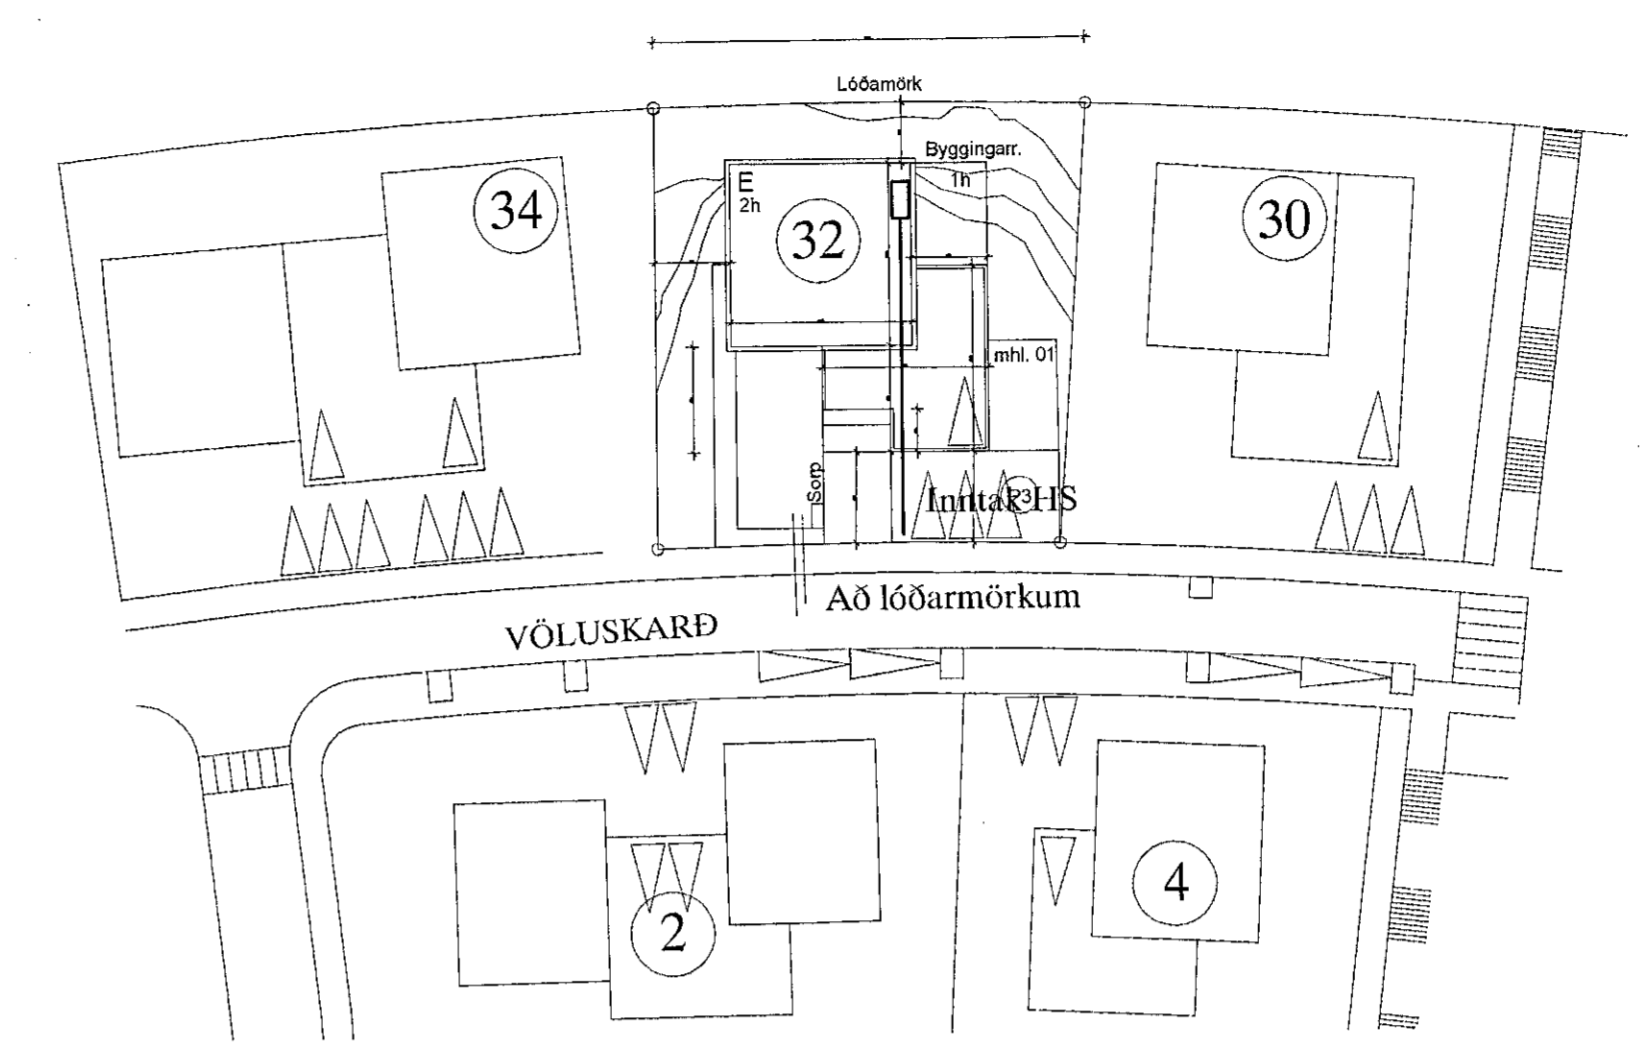 Lóðamörk
Byggingarr.
1h
E
2h
34
32
30
mhl. 01
Sorp
Inntak HS
Að lóðarmörkum
VÖLUSKARÐ
2
4